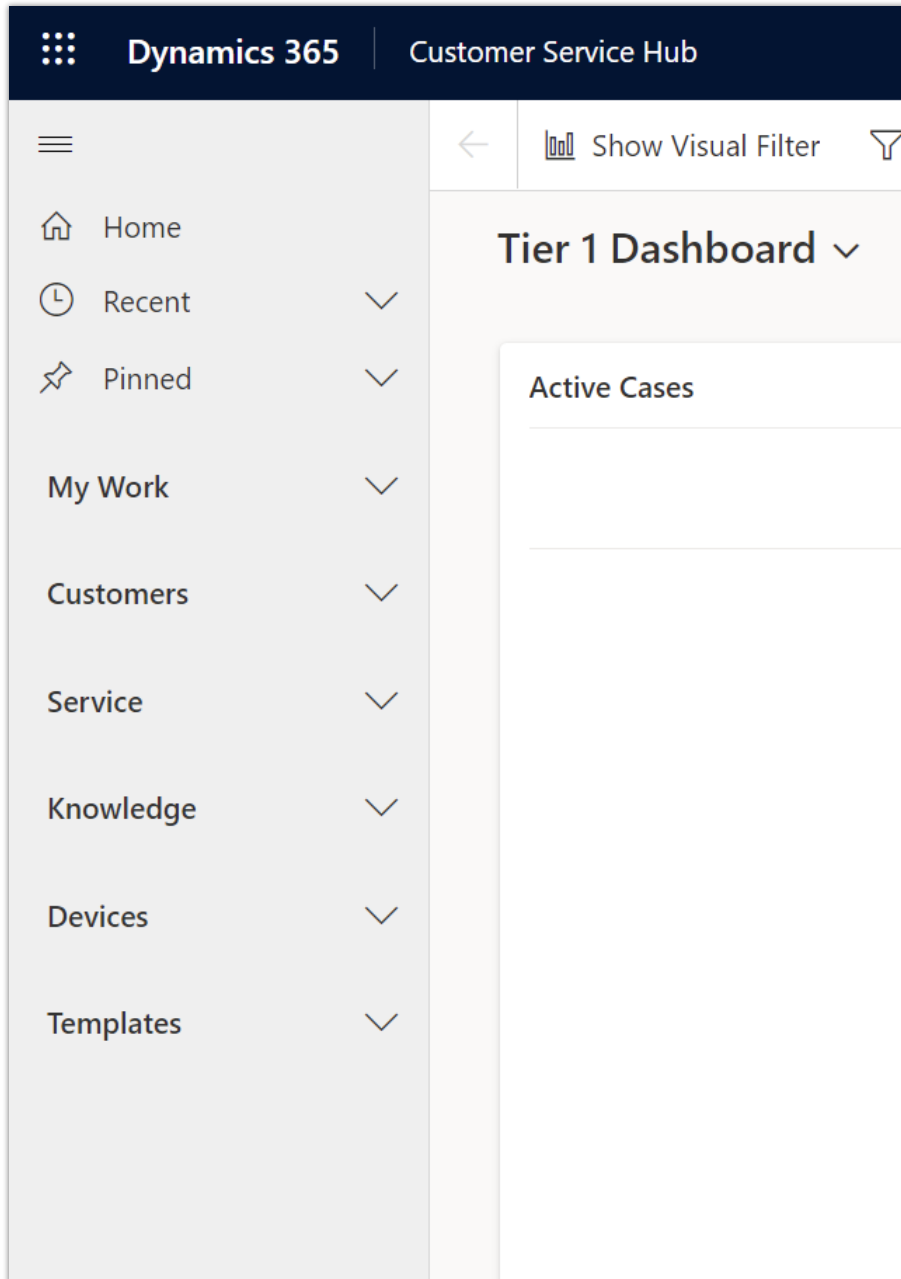 Dynamics 365 Customer Service Hub
Show Visual Filter
Home
Recent
Pinned
My Work
Customers
Service
Knowledge
Devices
Templates
Tier 1 Dashboard
Active Cases